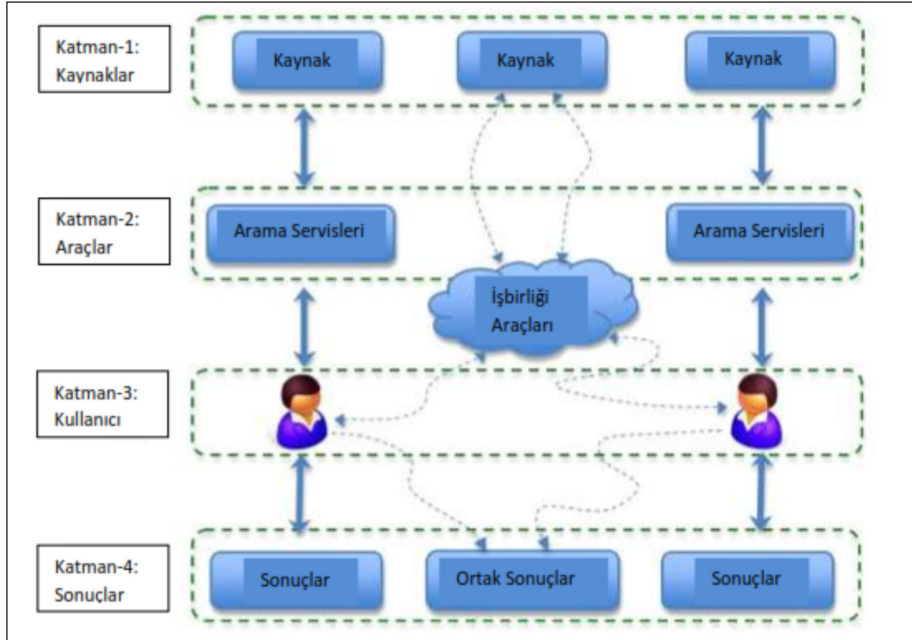 Katman-1:
Kaynaklar
Kaynak
Kaynak
Kaynak
Katman-2:
Araçlar
Arama Servisleri
Arama Servisleri
İşbirliği
Araçları
Katman-3:
Kullanıcı
Katman-4:
Sonuçlar
Sonuçlar
Ortak Sonuçlar
Sonuçlar